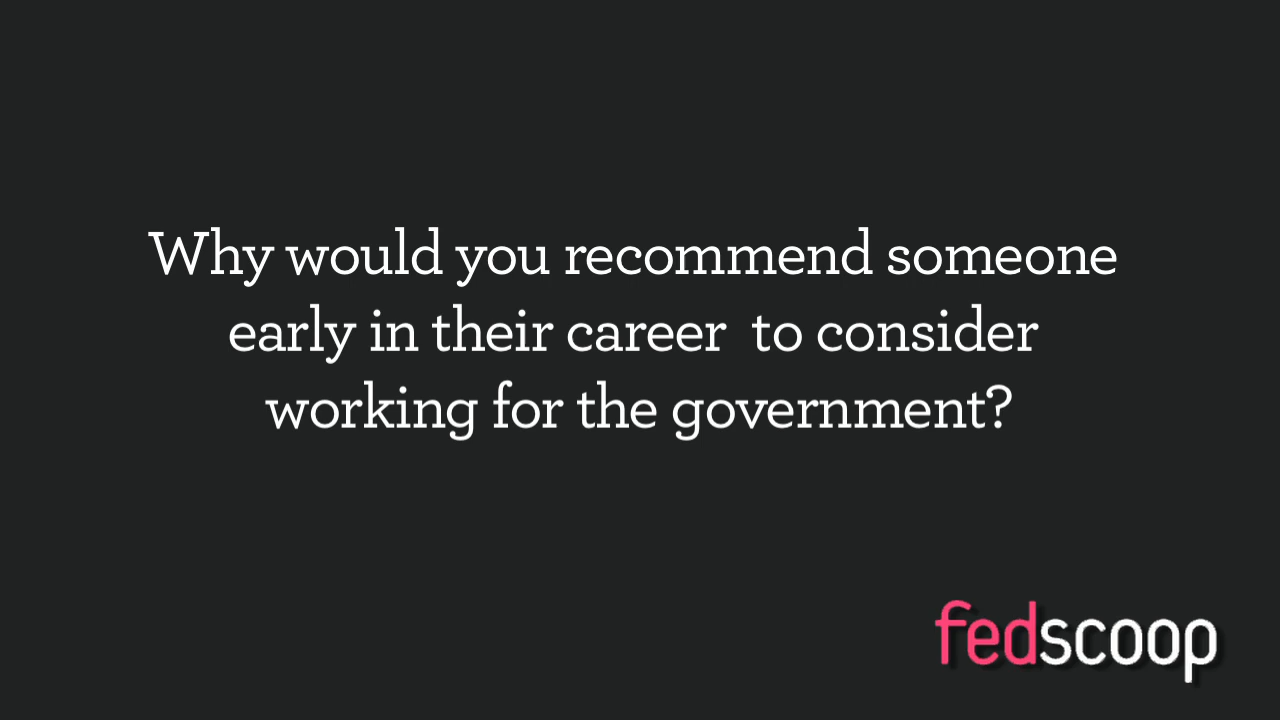 Why would you recommend someone
early in their career  to consider
working for the government?
fedscoop